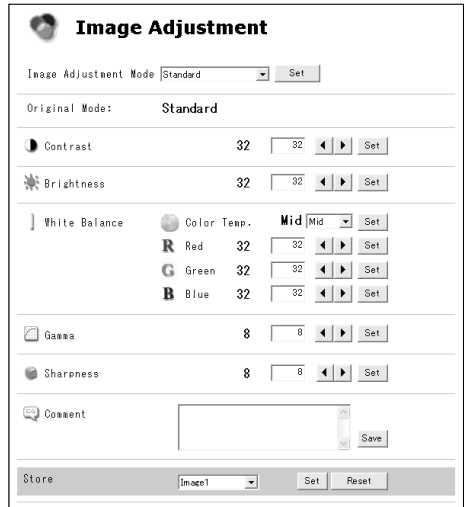 Image Adjustment
Image Adjustment Mode Standard Set
Original Mode: Standard
Contrast 32 32 Set
Brightness 32 32 Set
White Balance Color Temp. Mid Mid Set
R Red 32 32 Set
G Green 32 32 Set
B Blue 32 32 Set
Gamma 8 8 Set
Sharpness 8 8 Set
Comment
Save
Store Image1 Set Reset